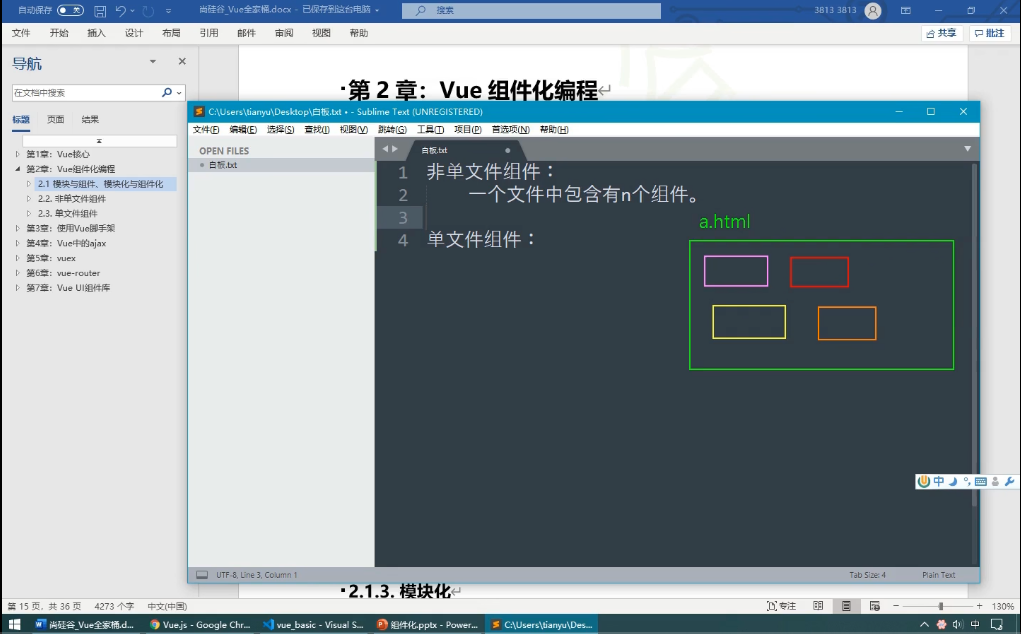 自动保存 关 尚硅谷_Vue全家桶.docx - 已保存到这台电脑 搜索 3813 3813
文件 开始 插入 设计 布局 引用 邮件 审阅 视图 帮助 共享 批注
导航
在文档中搜索
标题 页面 结果
第1章：Vue核心
第2章：Vue组件化编程
2.1 模块与组件、模块化与组件化
2.2. 非单文件组件
2.3. 单文件组件
第3章：使用Vue脚手架
第4章：Vue中的ajax
第5章：vuex
第6章：vue-router
第7章：Vue UI组件库
第 2 章：Vue 组件化编程
C:\Users\tianyu\Desktop\白板.txt • - Sublime Text (UNREGISTERED)
文件(F) 编辑(E) 选择(S) 查找(I) 视图(V) 跳转(G) 工具(T) 项目(P) 首选项(N) 帮助(H)
OPEN FILES
白板.txt
白板.txt
1 非单文件组件：
2 一个文件中包含有n个组件。
3
4 单文件组件：
a.html
中
UTF-8, Line 3, Column 1 Tab Size: 4 Plain Text
2.1.3. 模块化
第 15 页，共 36 页 4273 个字 中文(中国) 专注 130%
尚硅谷_Vue全家桶.d... Vue.js - Google Chr... vue_basic - Visual S... 组件化.pptx - Power... C:\Users\tianyu\Des... 中